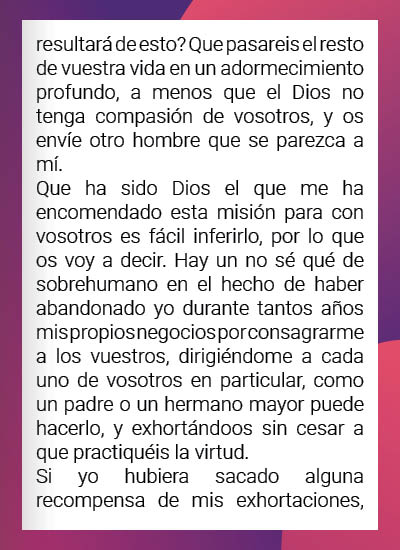 resultará de esto? Que pasareis el resto
de vuestra vida en un adormecimiento
profundo, a menos que el Dios no
tenga compasión de vosotros, y os
envíe otro hombre que se parezca a
mí.
Que ha sido Dios el que me ha
encomendado esta misión para con
vosotros es fácil inferirlo, por lo que
os voy a decir. Hay un no sé qué de
sobrehumano en el hecho de haber
abandonado yo durante tantos años
mis propios negocios por consagrarme
a los vuestros, dirigiéndome a cada
uno de vosotros en particular, como
un padre o un hermano mayor puede
hacerlo, y exhortándoos sin cesar a
que practiquéis la virtud.
Si yo hubiera sacado alguna
recompensa de mis exhortaciones,